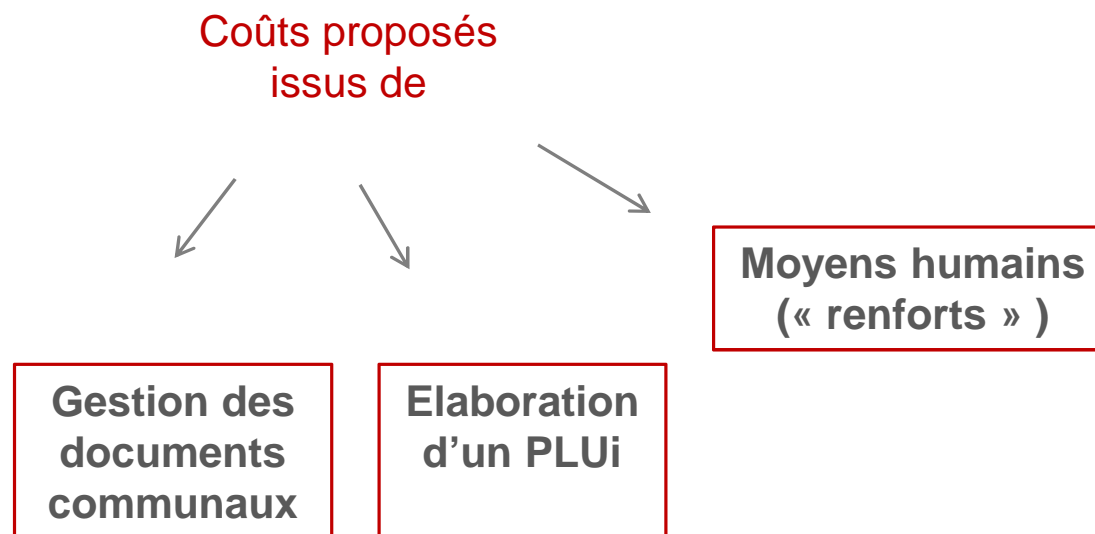 Coûts proposés
issus de
Moyens humains
(« renforts » )
Gestion des
documents
communaux
Elaboration
d’un PLUi